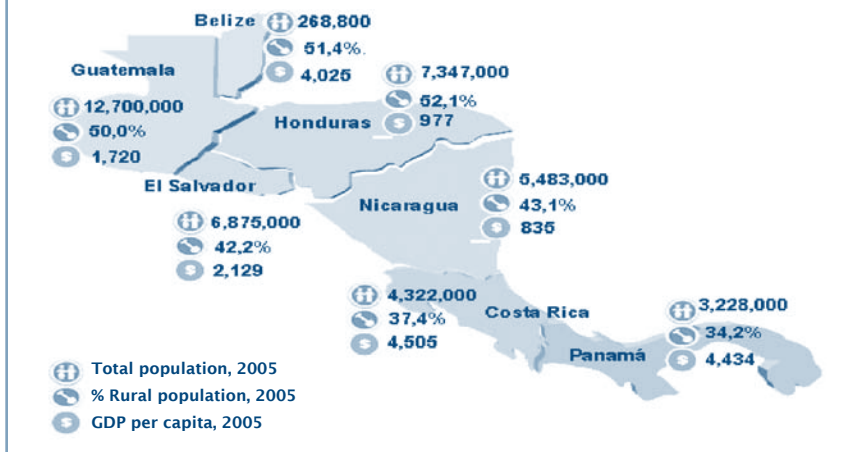 Belize 268,800
51,4%.
4,025
Guatemala
12,700,000
50,0%
1,720
7,347,000
52,1%
Honduras 977
El Salvador
6,875,000
42,2%
2,129
Nicaragua
5,483,000
43,1%
835
4,322,000
37,4%
4,505
Costa Rica
3,228,000
34,2%
Panamá 4,434
Total population, 2005
% Rural population, 2005
GDP per capita, 2005